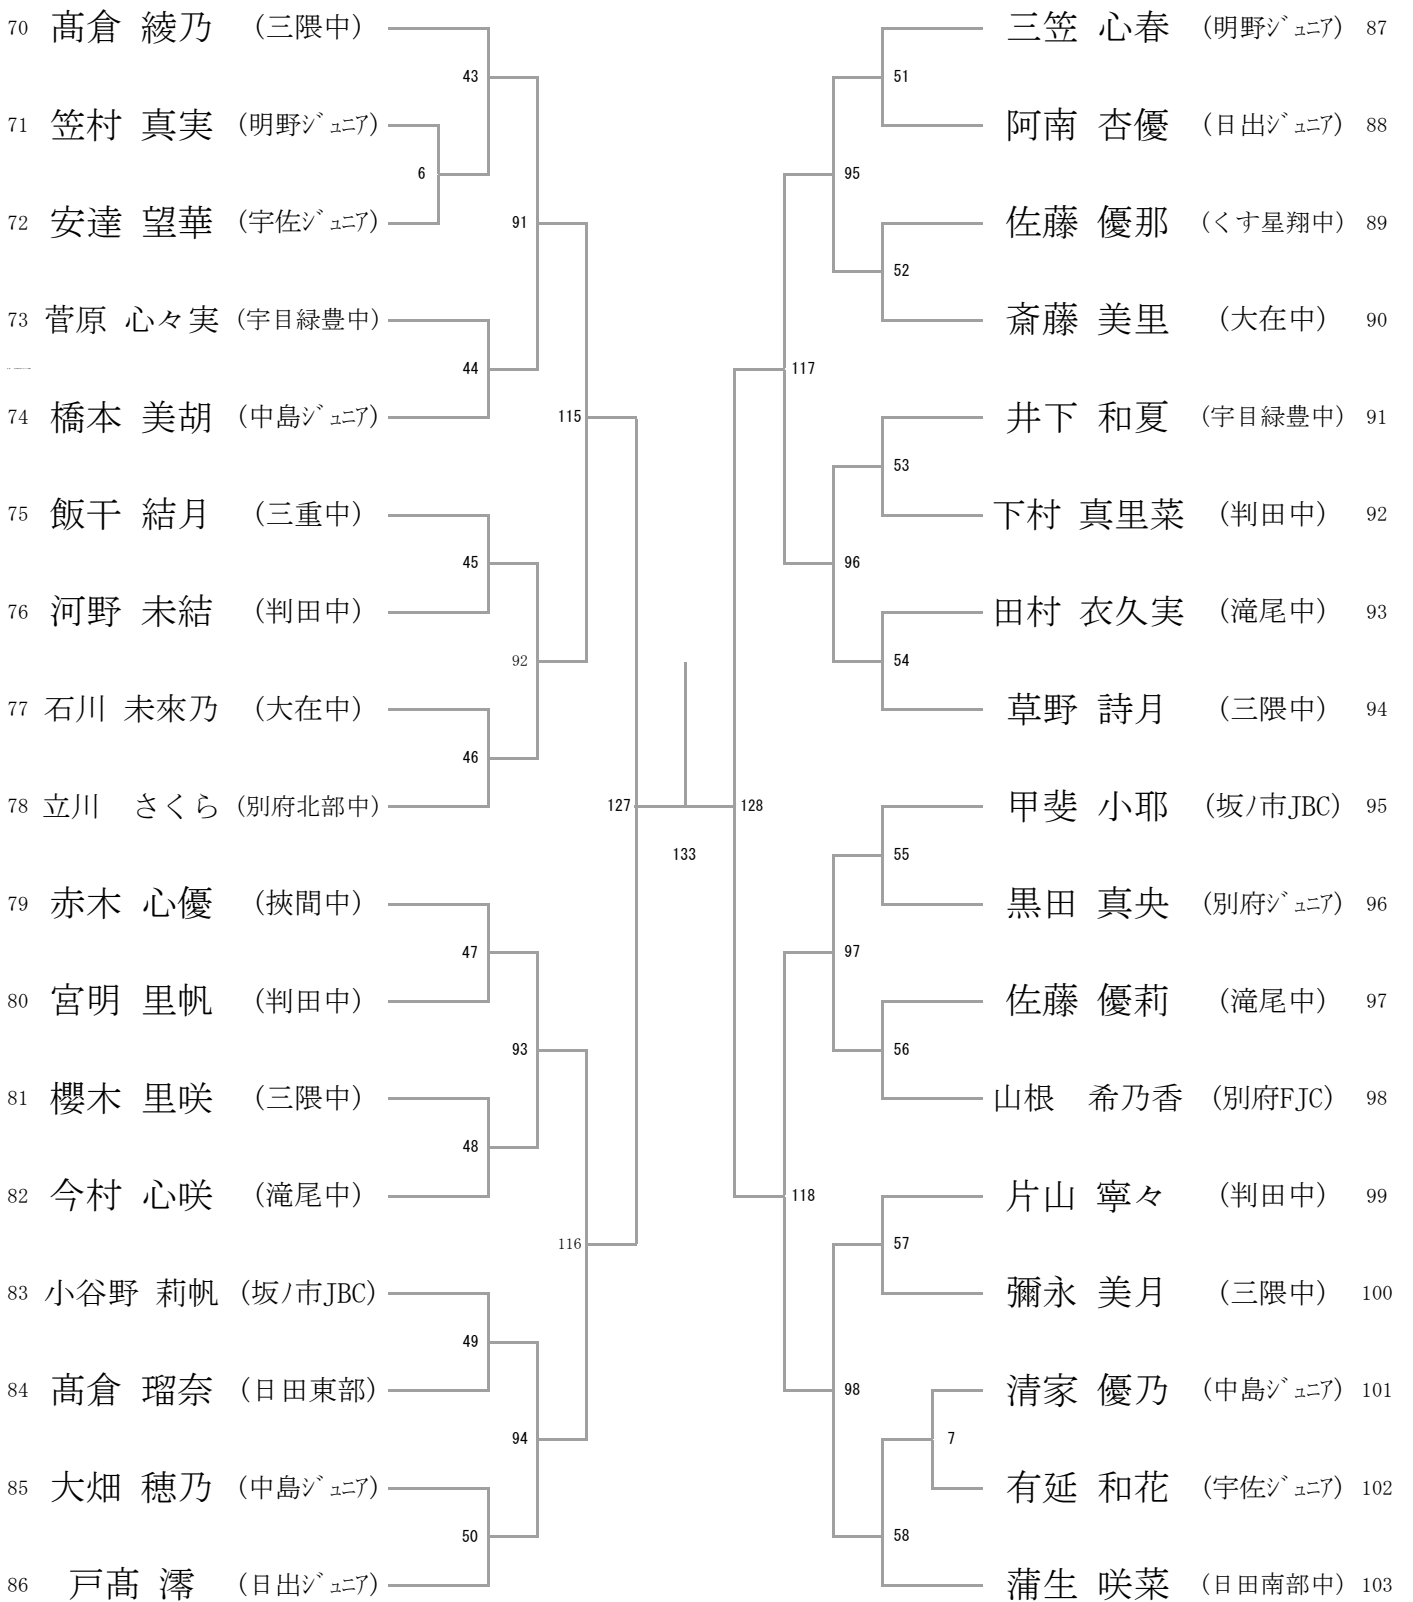 70 髙倉 綾乃 (三隈中)
43
71 笠村 真実 (明野ジュニア)
6
72 安達 望華 (宇佐ジュニア)
91
73 菅原 心々実 (宇目緑豊中)
44
74 橋本 美胡 (中島ジュニア)
115
75 飯干 結月 (三重中)
45
76 河野 未結 (判田中)
92
77 石川 未來乃 (大在中)
46
78 立川 さくら (別府北部中)
127
79 赤木 心優 (挾間中)
47
80 宮明 里帆 (判田中)
93
81 櫻木 里咲 (三隈中)
48
82 今村 心咲 (滝尾中)
116
83 小谷野 莉帆 (坂ノ市JBC)
49
84 髙倉 瑠奈 (日田東部)
94
85 大畑 穂乃 (中島ジュニア)
50
86 戸髙 澪 (日出ジュニア)
133
三笠 心春 (明野ジュニア) 87
51
阿南 杏優 (日出ジュニア) 88
95
佐藤 優那 (くす星翔中) 89
52
斎藤 美里 (大在中) 90
117
井下 和夏 (宇目緑豊中) 91
53
下村 真里菜 (判田中) 92
96
田村 衣久実 (滝尾中) 93
54
草野 詩月 (三隈中) 94
128
甲斐 小耶 (坂ノ市JBC) 95
55
黒田 真央 (別府ジュニア) 96
97
佐藤 優莉 (滝尾中) 97
56
山根 希乃香 (別府FJC) 98
118
片山 寧々 (判田中) 99
57
彌永 美月 (三隈中) 100
98
清家 優乃 (中島ジュニア) 101
7
有延 和花 (宇佐ジュニア) 102
58
蒲生 咲菜 (日田南部中) 103